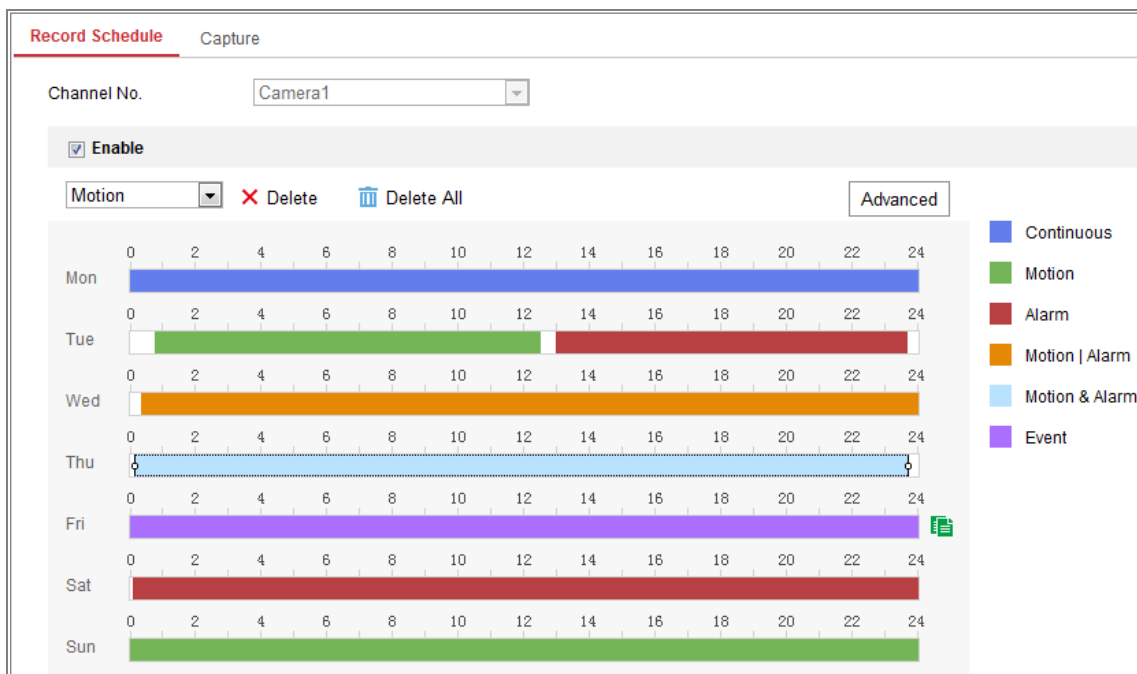 Record Schedule Capture
Channel No. Camera1
Enable
Motion Delete Delete All Advanced
Continuous
0 2 4 6 8 10 12 14 16 18 20 22 24
Mon
Motion
0 2 4 6 8 10 12 14 16 18 20 22 24
Alarm
Tue
Motion | Alarm
0 2 4 6 8 10 12 14 16 18 20 22 24
Wed
Motion & Alarm
0 2 4 6 8 10 12 14 16 18 20 22 24
Event
Thu
0 2 4 6 8 10 12 14 16 18 20 22 24
Fri
0 2 4 6 8 10 12 14 16 18 20 22 24
Sat
0 2 4 6 8 10 12 14 16 18 20 22 24
Sun